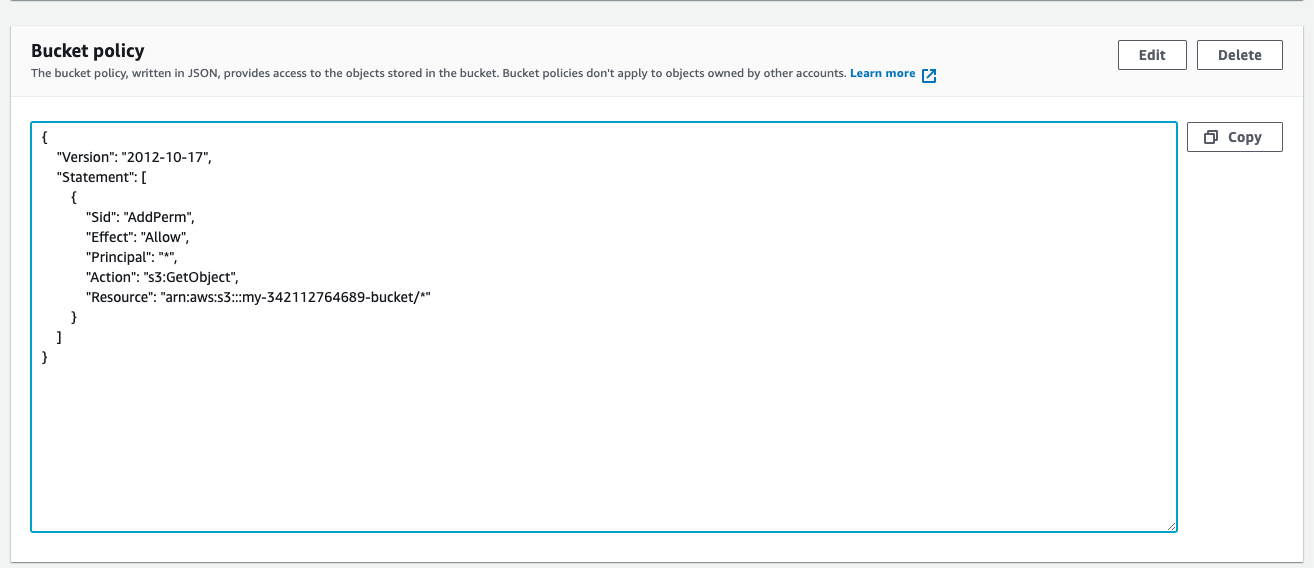 Bucket policy
Edit
Delete
The bucket policy, written in JSON, provides access to the objects stored in the bucket. Bucket policies don't apply to objects owned by other accounts. Learn more
Copy
{
    "Version": "2012-10-17",
    "Statement": [
        {
            "Sid": "AddPerm",
            "Effect": "Allow",
            "Principal": "*",
            "Action": "s3:GetObject",
            "Resource": "arn:aws:s3:::my-342112764689-bucket/*"
        }
    ]
}